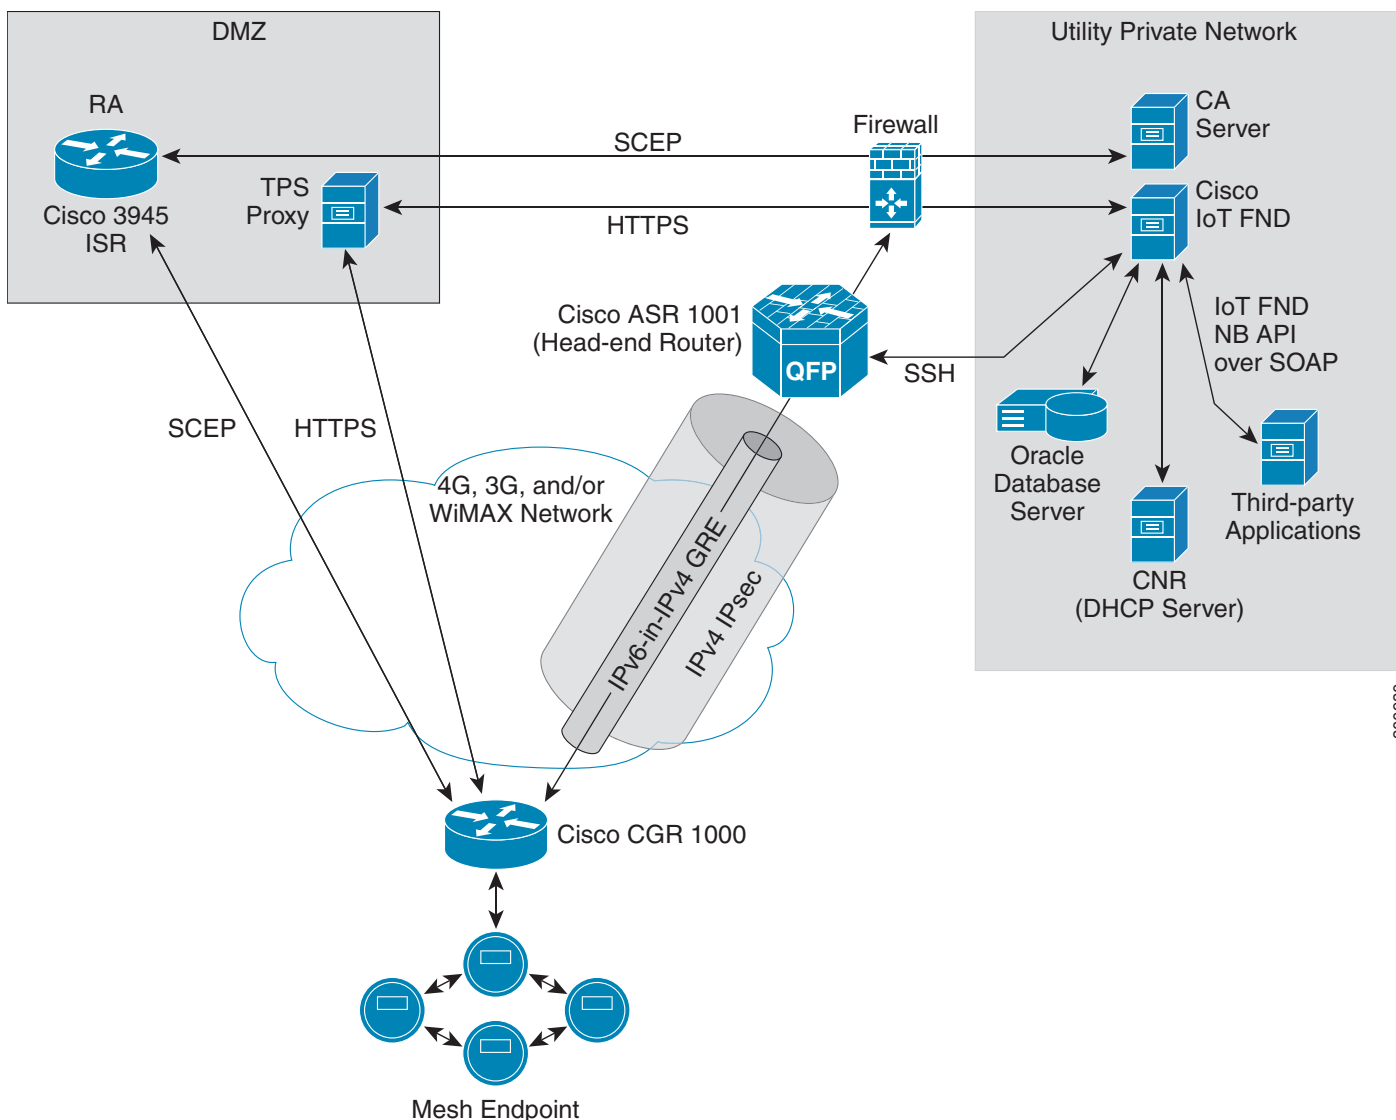 DMZ
Utility Private Network
RA
Cisco 3945
ISR
TPS
Proxy
SCEP
HTTPS
Firewall
CA
Server
Cisco
IoT FND
Cisco ASR 1001
(Head-end Router)
QFP
SSH
IoT FND
NB API
over SOAP
SCEP
HTTPS
4G, 3G, and/or
WiMAX Network
IPv6-in-IPv4 GRE
IPv4 IPsec
Oracle
Database
Server
Third-party
Applications
CNR
(DHCP Server)
Cisco CGR 1000
Mesh Endpoint